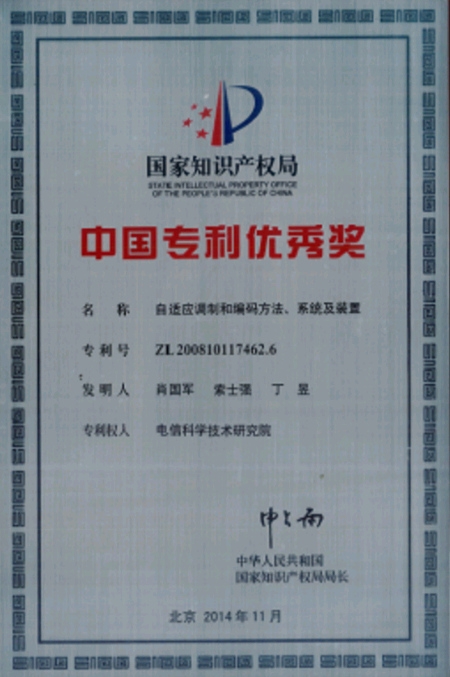 国家知识产权局
STATE INTELLECTUAL PROPERTY OFFICE
OF THE PEOPLE'S REPUBLIC OF CHINA
中国专利优秀奖
名 称 自适应调制和编码方法、系统及装置
专 利 号 ZL 200810117462.6
发 明 人 肖国军 索士强 丁 昱
专利权人 电信科学技术研究院
申长雨
中华人民共和国
国家知识产权局局长
北京 2014年11月